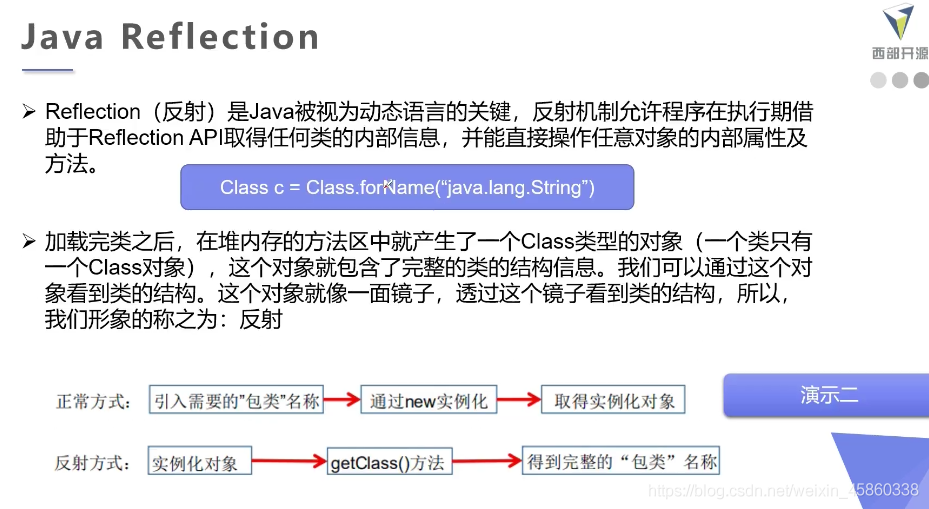 Java Reflection
西部开源
➢ Reflection（反射）是Java被视为动态语言的关键，反射机制允许程序在执行期借
助于Reflection API取得任何类的内部信息，并能直接操作任意对象的内部属性及
方法。
Class c = Class.forName(“java.lang.String”)
➢ 加载完类之后，在堆内存的方法区中就产生了一个Class类型的对象（一个类只有
一个Class对象），这个对象就包含了完整的类的结构信息。我们可以通过这个对
象看到类的结构。这个对象就像一面镜子，透过这个镜子看到类的结构，所以，
我们形象的称之为：反射
正常方式： 引入需要的”包类”名称 通过new实例化 取得实例化对象
演示二
反射方式： 实例化对象 getClass()方法 得到完整的“包类”名称
https://blog.csdn.net/weixin_45860338